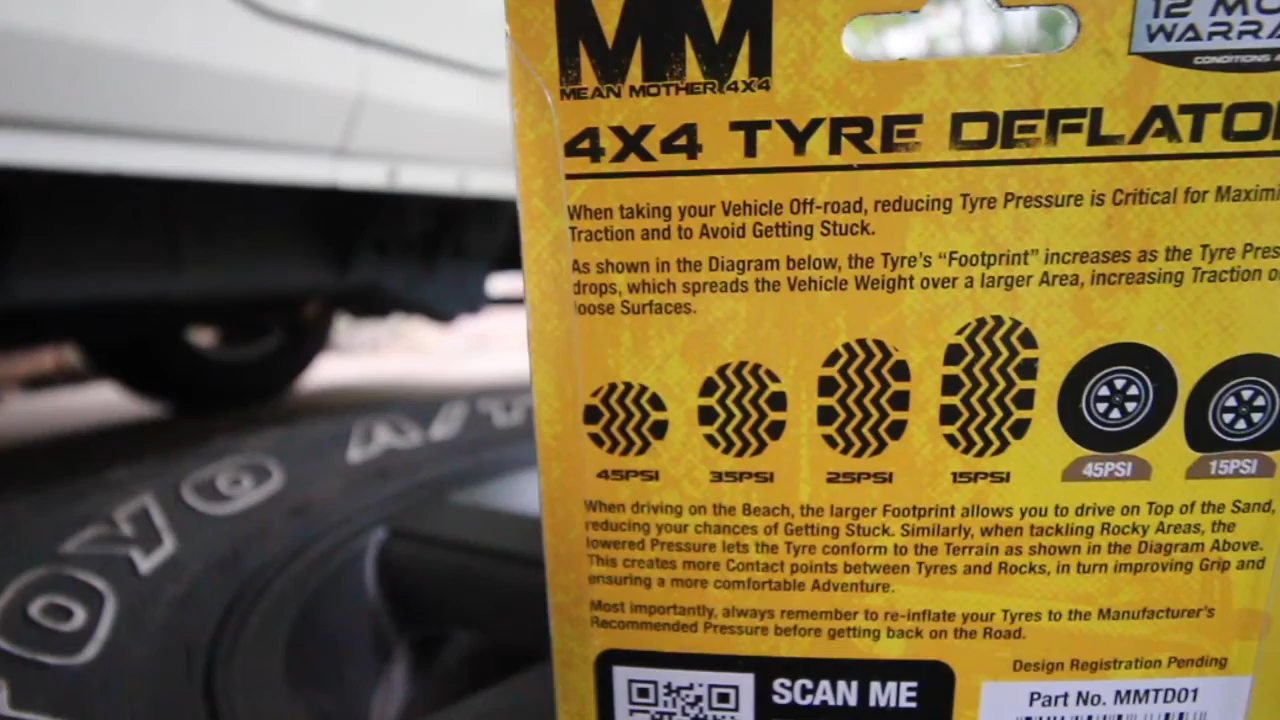 MM
MEAN MOTHER 4X4
12
CONDITIONS
4X4 TYRE
When taking your Vehicle Off-road, reducing Tyre Pressure is Critical for
Traction and to Avoid Getting Stuck.
As shown in the Diagram below, the Tyre's “Footprint” increases as the Tyre
drops, which spreads the Vehicle Weight over a larger Area, increasing Traction
loose Surfaces.
45PSI 35PSI 25PSI 15PSI 45PSI 15PSI
When driving on the Beach, the larger Footprint allows you to drive on Top of the Sand,
reducing your chances of Getting Stuck. Similarly, when tackling Rocky Areas, the
lowered Pressure lets the Tyre conform to the Terrain as shown in the Diagram Above.
This creates more Contact points between Tyres and Rocks, in turn improving Grip and
ensuring a more comfortable Adventure.
Most importantly, always remember to re-inflate your Tyres to the Manufacturer's
Recommended Pressure before getting back on the Road.
SCAN ME
Design Registration Pending
Part No. MMTD01
TOYO A/T